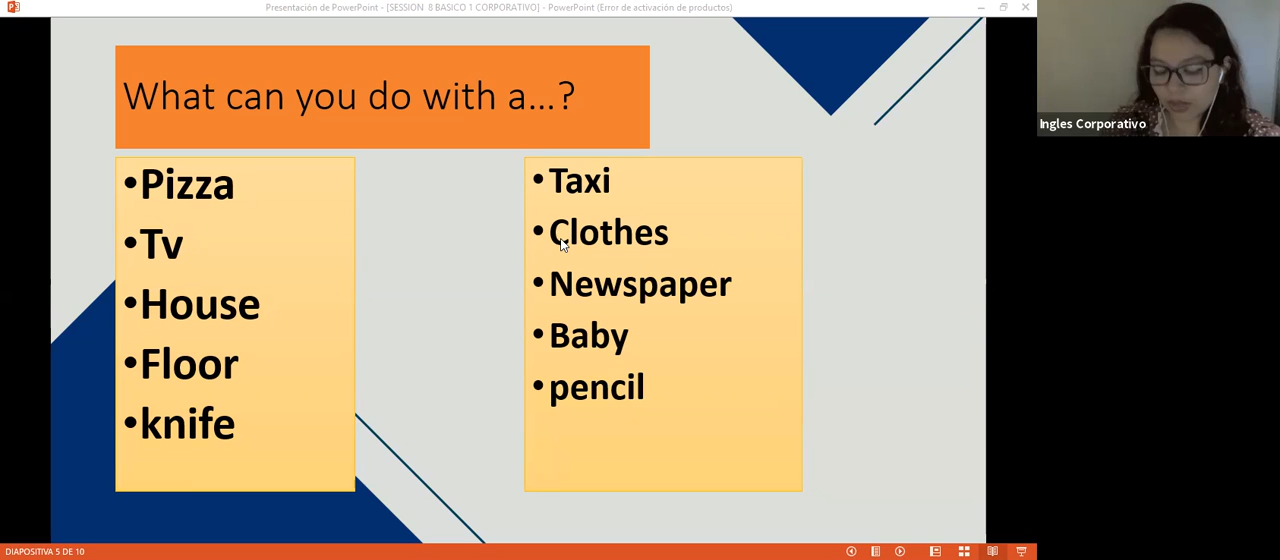 Presentación de PowerPoint - [SESSION 8 BASICO 1 CORPORATIVO] - PowerPoint (Error de activación de productos)
What can you do with a...?
•Pizza
•Tv
•House
•Floor
•knife
•Taxi
•Clothes
•Newspaper
•Baby
•pencil
Ingles Corporativo
DIAPOSITIVA 5 DE 10